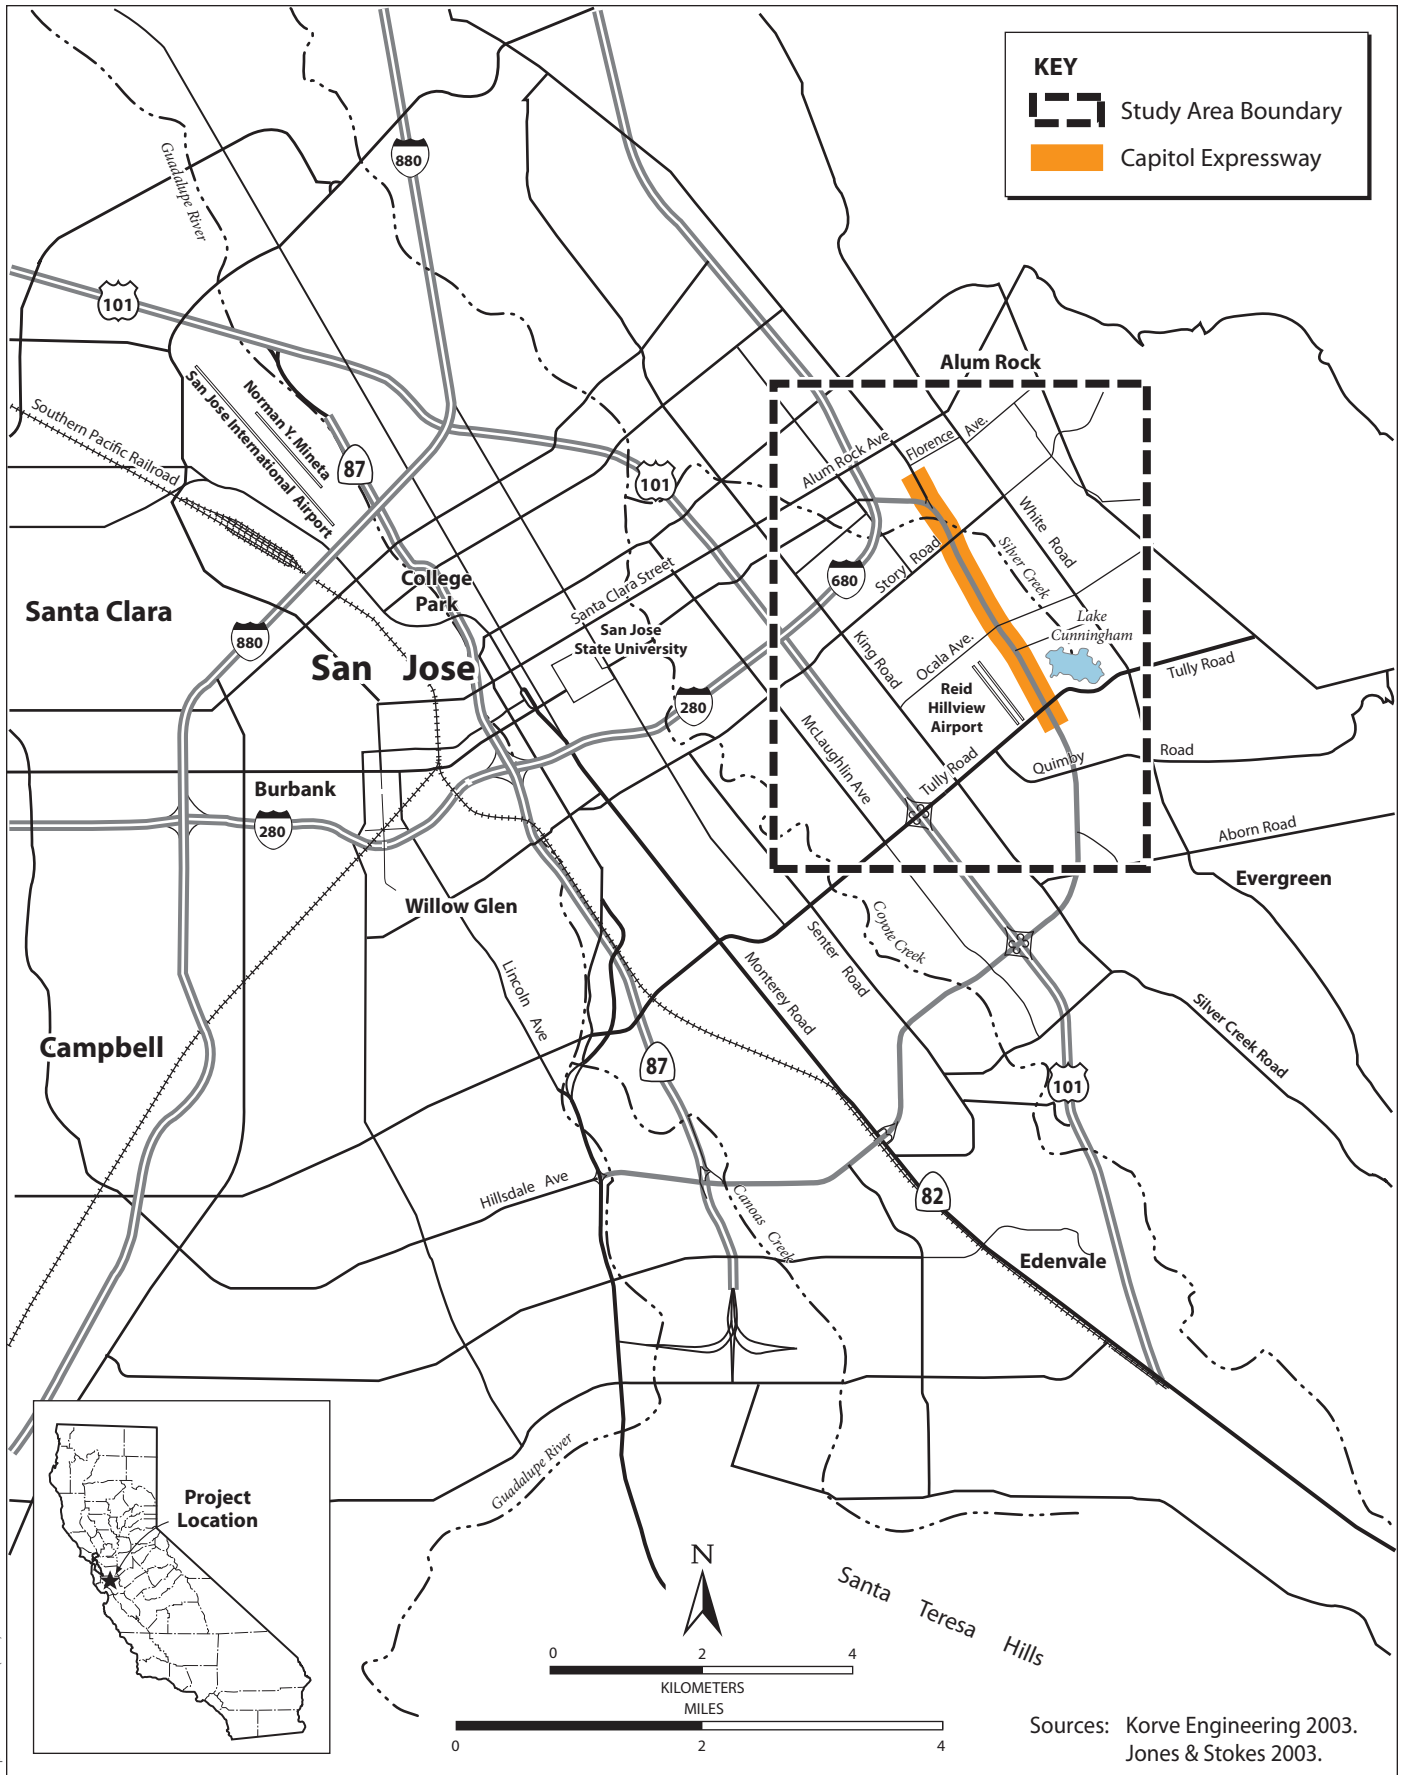 KEY
Study Area Boundary
Capitol Expressway
Guadalupe River
880
101
Alum Rock
Southern Pacific Railroad
Norman Y. Mineta
San Jose International Airport
87
101
Alum Rock Ave
Florence Ave.
White Road
Silver Creek
Story Road
680
College
Park
Santa Clara Street
San Jose
State University
Santa Clara
880
San Jose
280
King Road
Ocala Ave.
Lake
Cunningham
Reid
Hillview
Airport
Tully Road
McLaughlin Ave
Tully Road
Quimby Road
Burbank
280
Aborn Road
Evergreen
Willow Glen
Coyote Creek
Senter Road
Monterey Road
Lincoln Ave
Silver Creek Road
Campbell
87
101
Hillsdale Ave
Canoas Creek
82
Edenvale
Guadalupe River
Project
Location
N
Santa Teresa Hills
0 2 4
KILOMETERS
MILES
0 2 4
Sources: Korve Engineering 2003.
Jones & Stokes 2003.